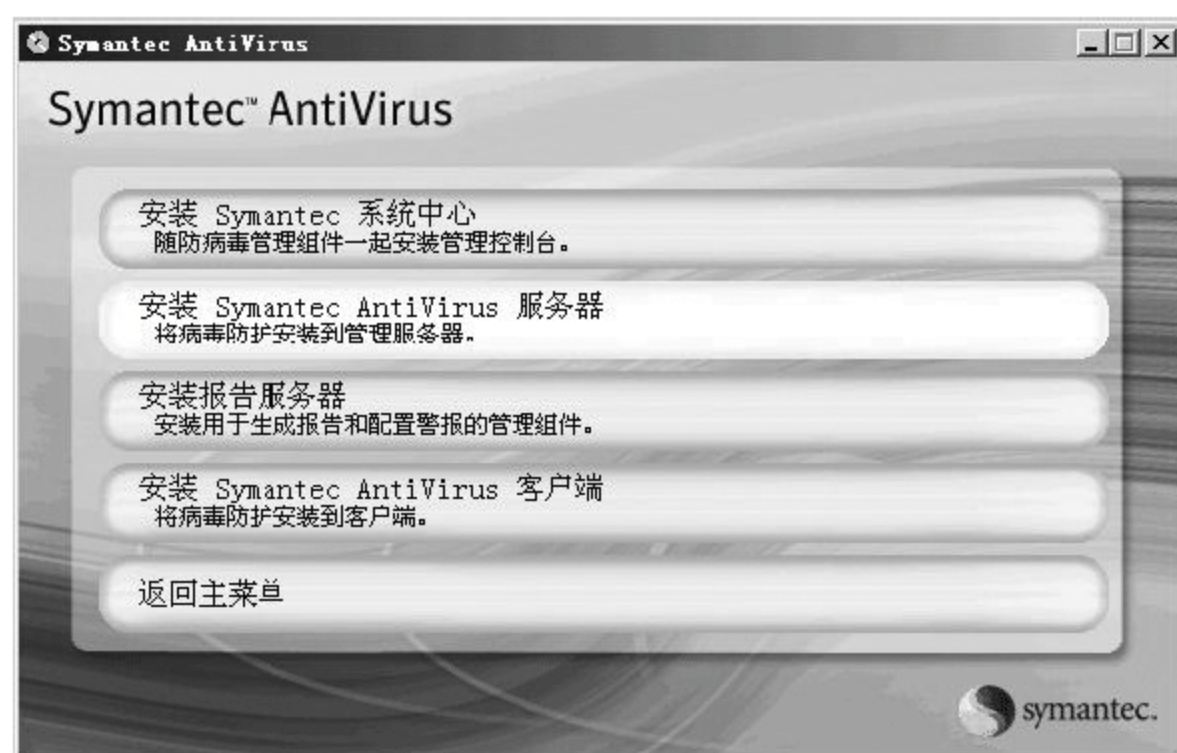 Symantec AntiVirus
Symantec™ AntiVirus
安装 Symantec 系统中心
随防病毒管理组件一起安装管理控制台。
安装 Symantec AntiVirus 服务器
将病毒防护安装到管理服务器。
安装报告服务器
安装用于生成报告和配置警报的管理组件。
安装 Symantec AntiVirus 客户端
将病毒防护安装到客户端。
返回主菜单
symantec.